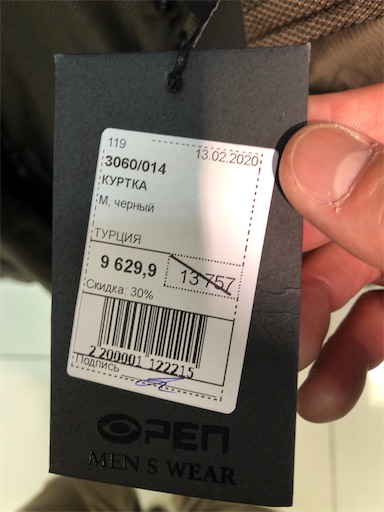 119 13.02.2020
3060/014
КУРТКА
М, черный
ТУРЦИЯ
9 629,9 13 757
Скидка: 30%
2 200001 122215
Подпись
OPEN
MEN S WEAR